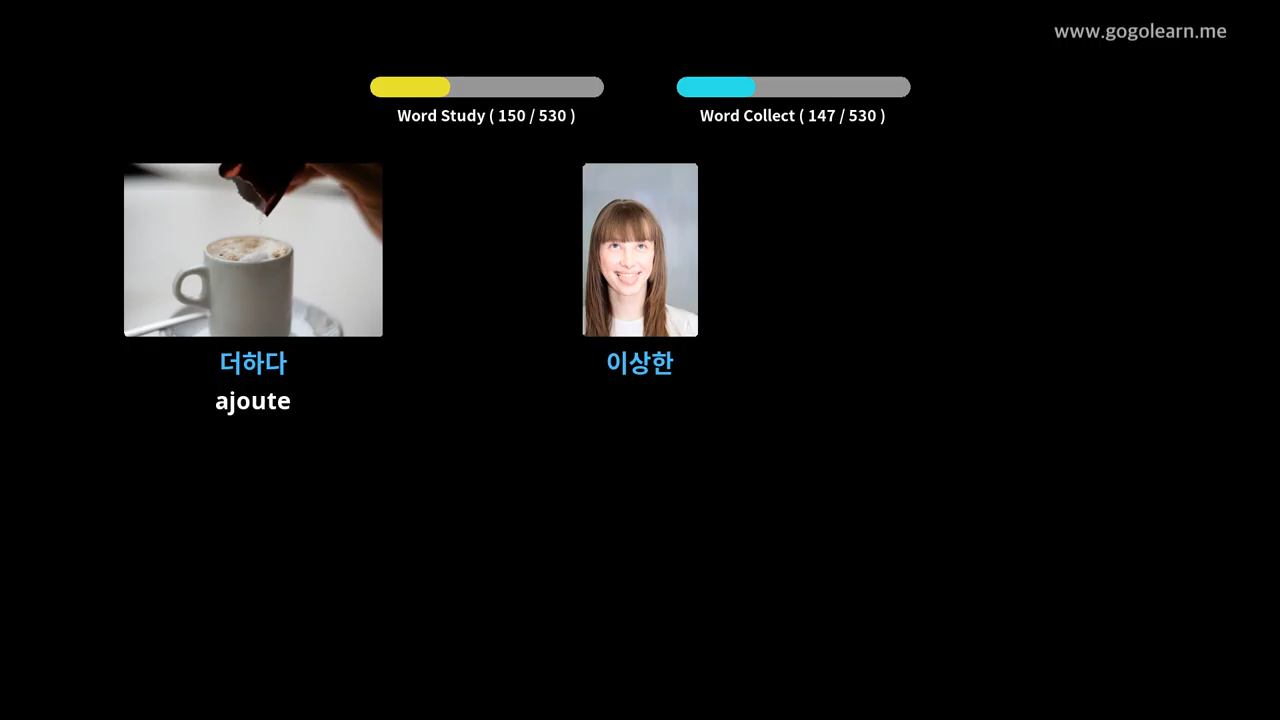 www.gogolearn.me
Word Study ( 150 / 530 )
Word Collect ( 147 / 530 )
더하다
이상한
ajoute